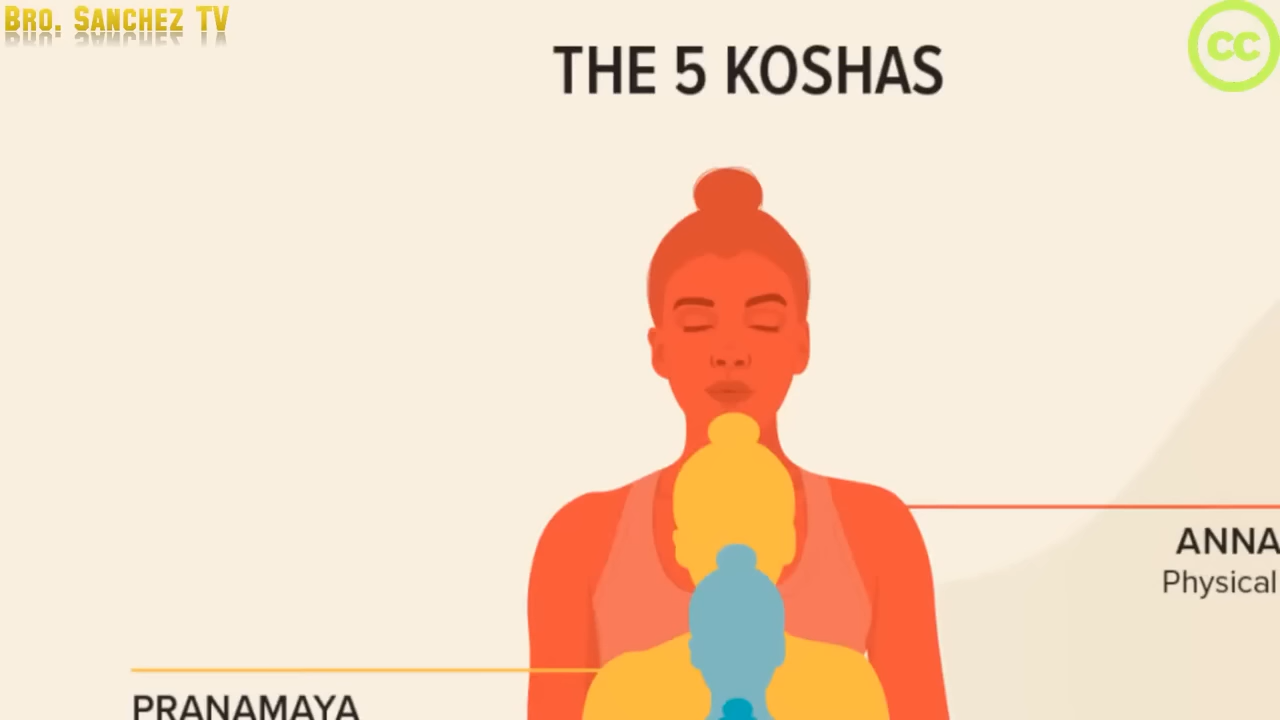 Bro. Sanchez TV
cc
THE 5 KOSHAS
ANNA
Physical
PRANAMAYA